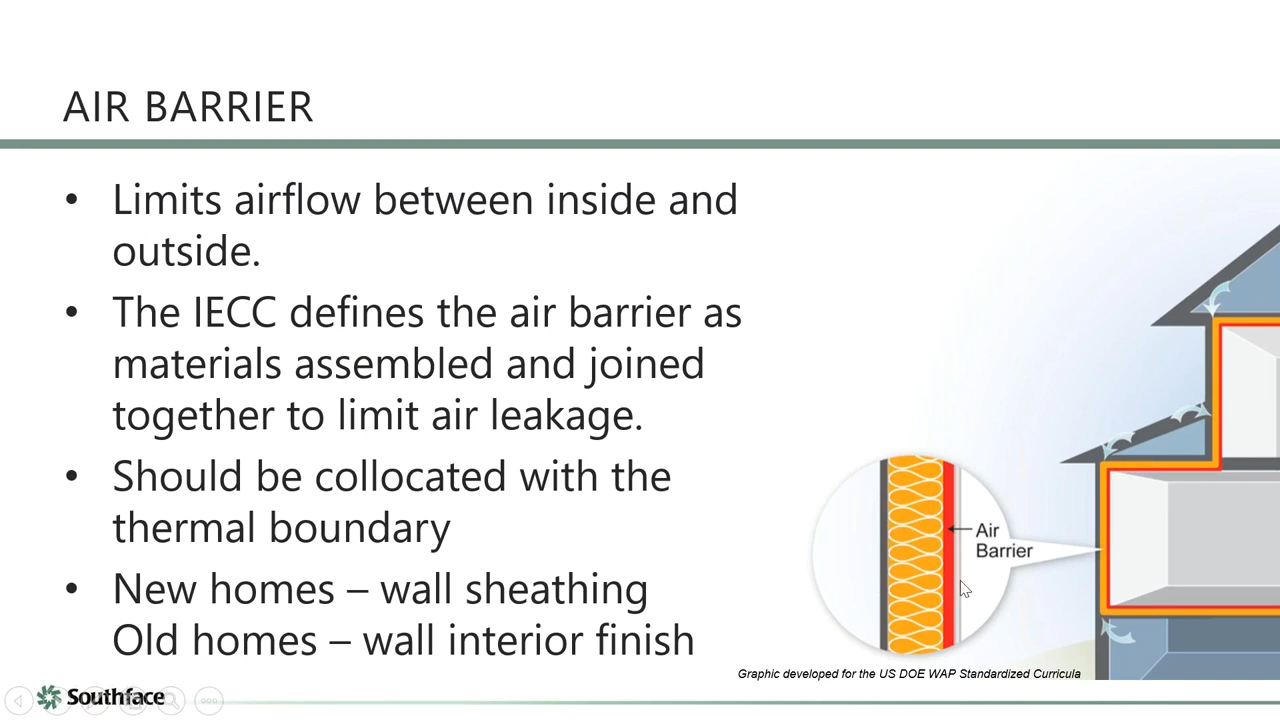 AIR BARRIER
• Limits airflow between inside and
outside.
• The IECC defines the air barrier as
materials assembled and joined
together to limit air leakage.
• Should be collocated with the
thermal boundary
• New homes – wall sheathing
Old homes – wall interior finish
Air
Barrier
Graphic developed for the US DOE WAP Standardized Curricula
Southface